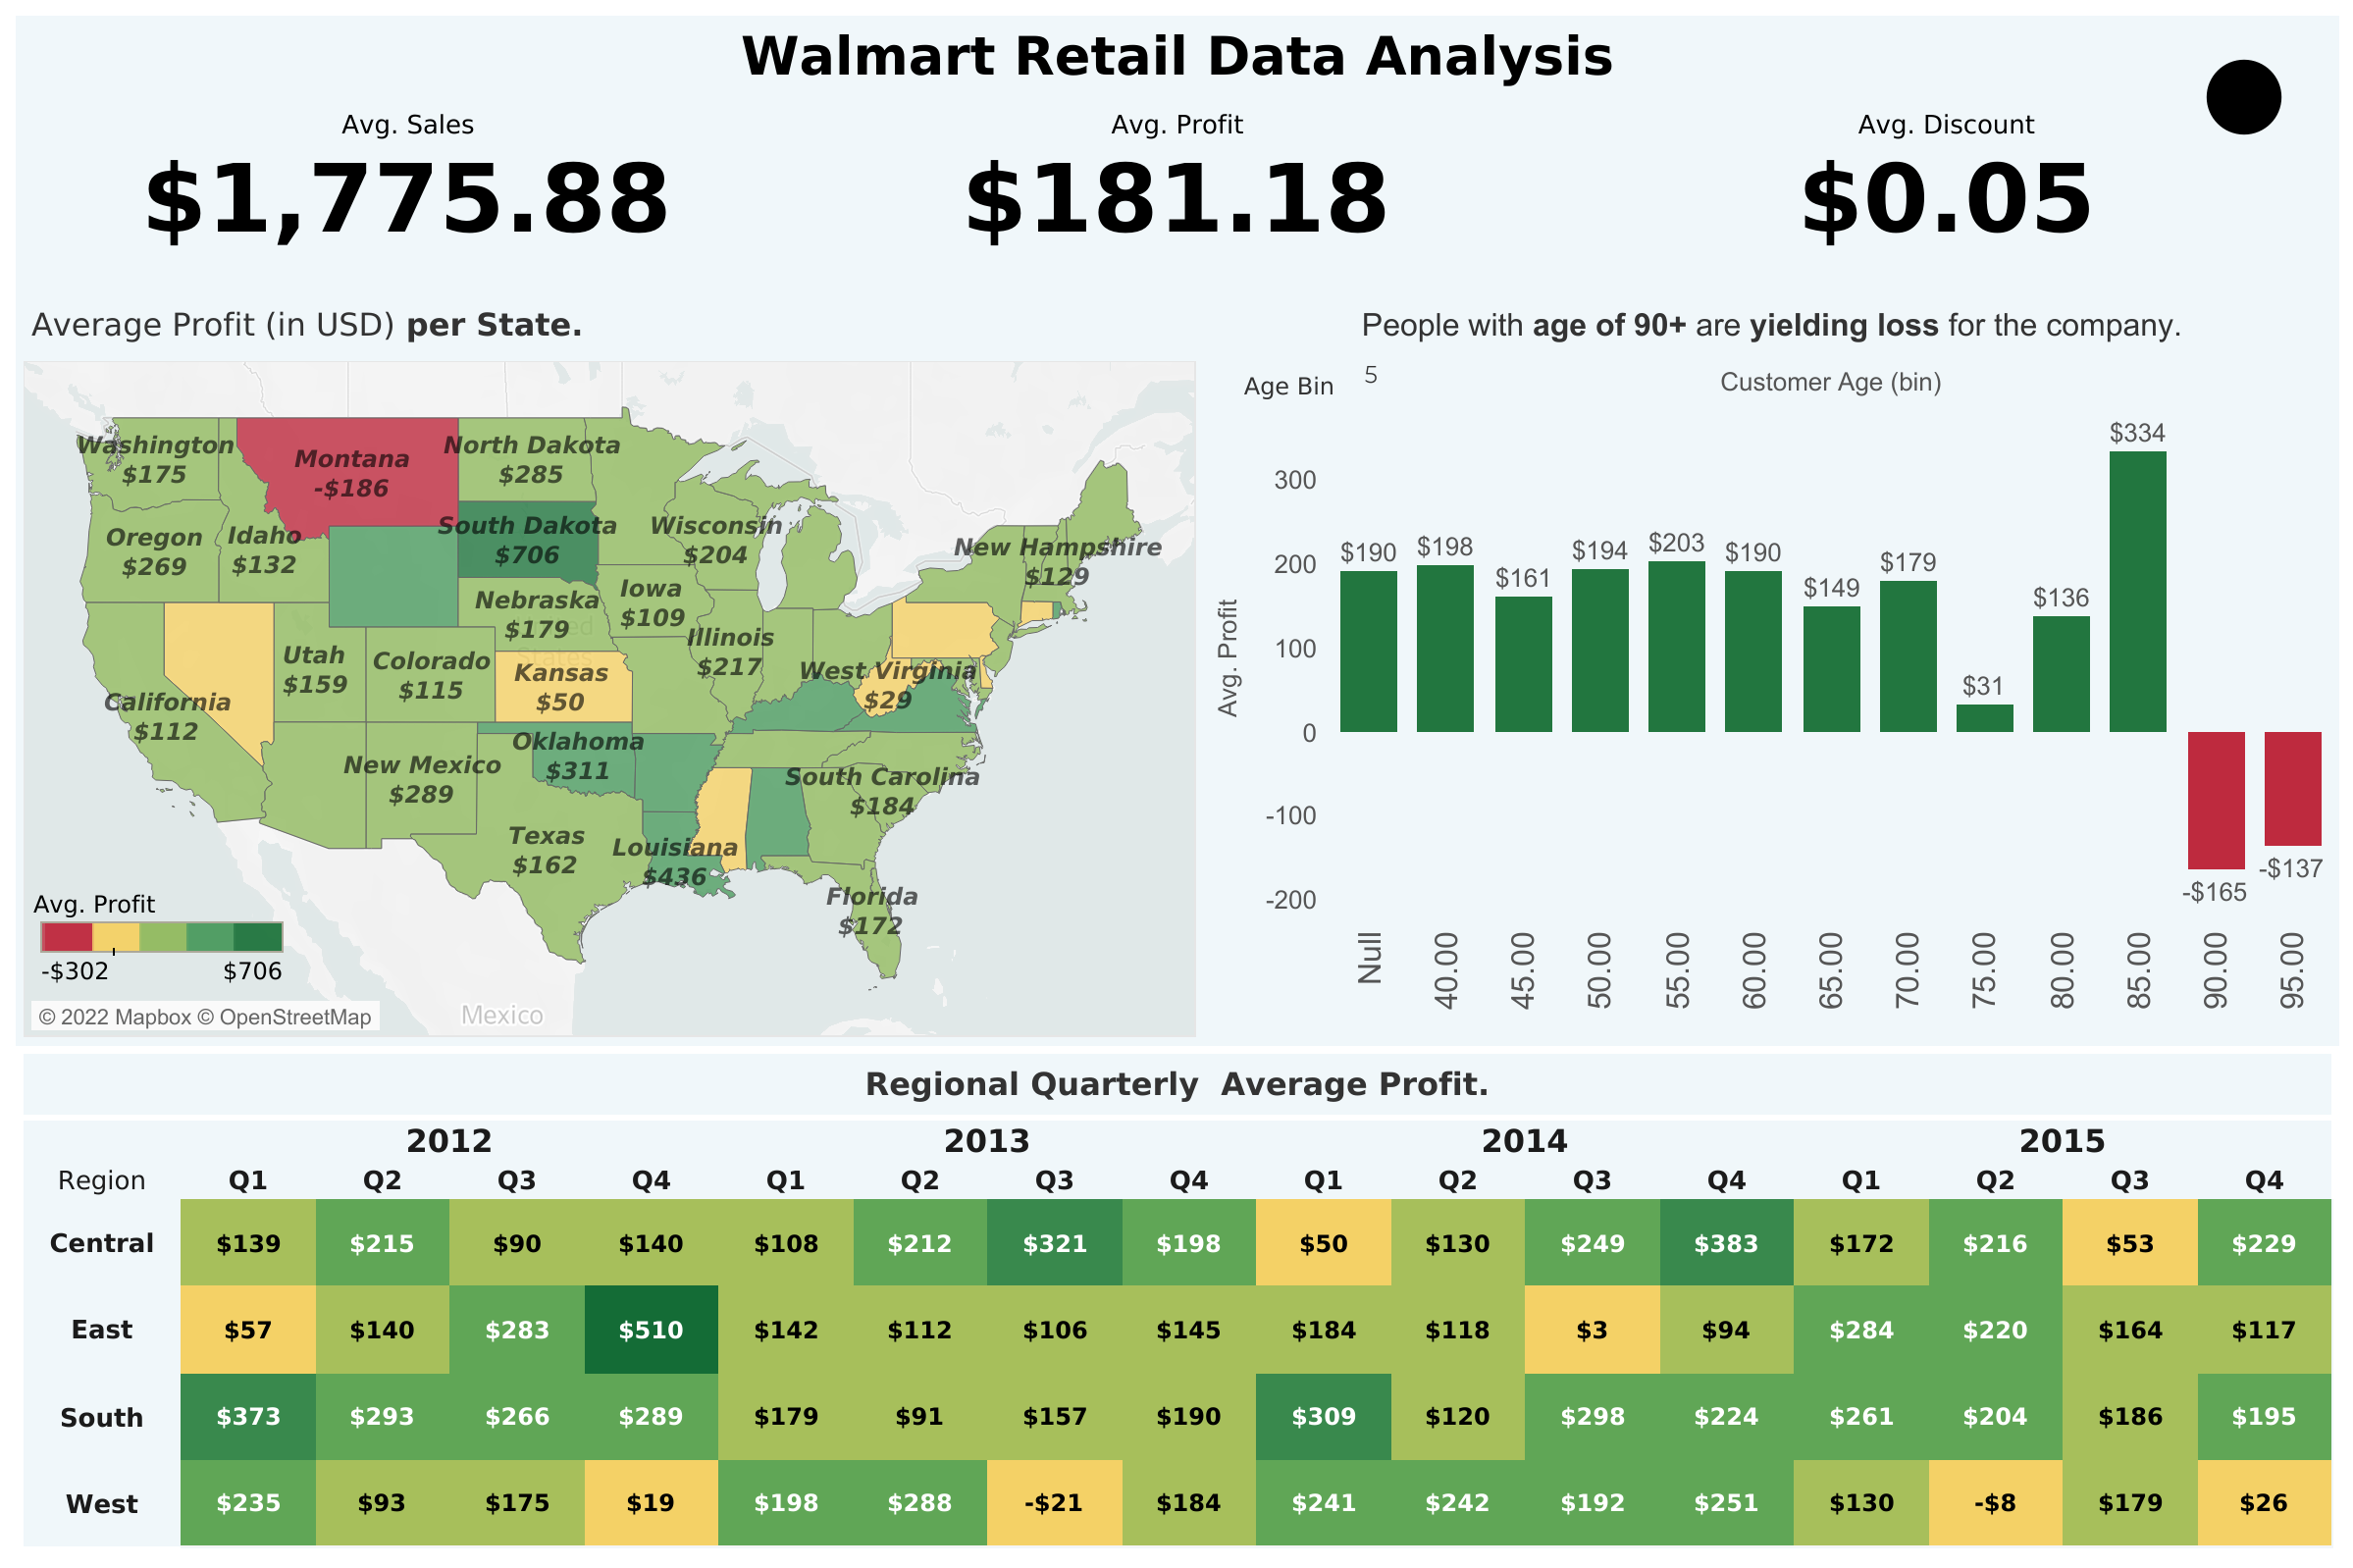 Walmart Retail Data Analysis
Avg. Sales
$1,775.88
Avg. Profit
$181.18
Avg. Discount
$0.05
Average Profit (in USD) per State.
Washington
$175
Montana
-$186
North Dakota
$285
Oregon
$269
Idaho
$132
South Dakota
$706
Wisconsin
$204
New Hampshire
$129
Nebraska
$179
Iowa
$109
Illinois
$217
Utah
$159
Colorado
$115
Kansas
$50
West Virginia
$29
California
$112
Oklahoma
$311
New Mexico
$289
South Carolina
$184
Texas
$162
Louisiana
$436
Florida
$172
Mexico
Avg. Profit
-$302 $706
© 2022 Mapbox © OpenStreetMap
People with age of 90+ are yielding loss for the company.
Age Bin 5
Customer Age (bin)
Avg. Profit
300
200
100
0
-100
-200
$190 $198 $161 $194 $203 $190 $149 $179 $31 $136 $334 -$165 -$137
Null 40.00 45.00 50.00 55.00 60.00 65.00 70.00 75.00 80.00 85.00 90.00 95.00
Regional Quarterly Average Profit.
2012 2013 2014 2015
Region Q1 Q2 Q3 Q4 Q1 Q2 Q3 Q4 Q1 Q2 Q3 Q4 Q1 Q2 Q3 Q4
Central $139 $215 $90 $140 $108 $212 $321 $198 $50 $130 $249 $383 $172 $216 $53 $229
East $57 $140 $283 $510 $142 $112 $106 $145 $184 $118 $3 $94 $284 $220 $164 $117
South $373 $293 $266 $289 $179 $91 $157 $190 $309 $120 $298 $224 $261 $204 $186 $195
West $235 $93 $175 $19 $198 $288 -$21 $184 $241 $242 $192 $251 $130 -$8 $179 $26